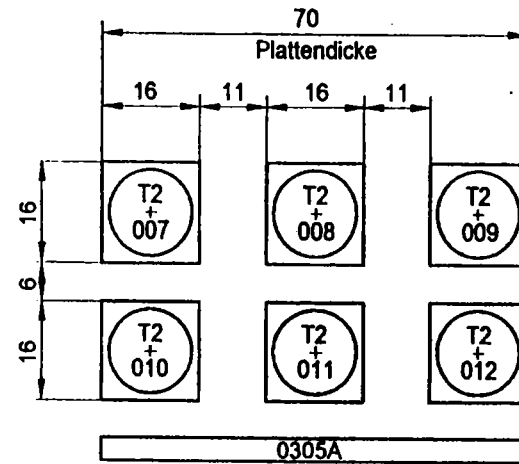 70
Plattendicke
16 11 16 11
16
T2 T2 T2
+ + +
007 008 009
6
16
T2 T2 T2
+ + +
010 011 012
0305A